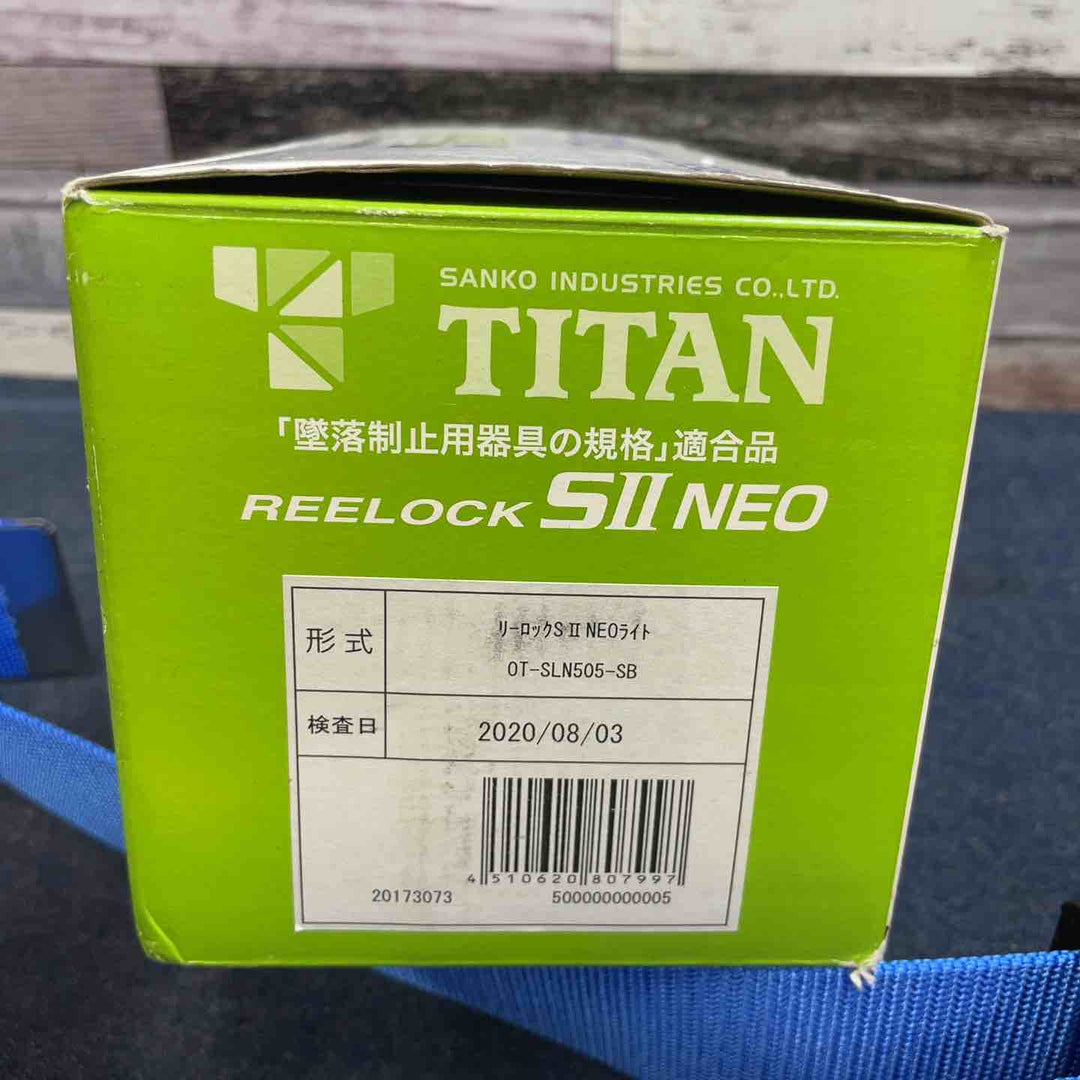 SANKO INDUSTRIES CO.,LTD.
TITAN
「墜落制止用器具の規格」適合品
REELOCK SII NEO
形式
ﾘｰﾛｯｸSⅡNEOﾗｲﾄ
OT-SLN505-SB
検査日
2020/08/03
4 510620 807997
20173073
500000000005